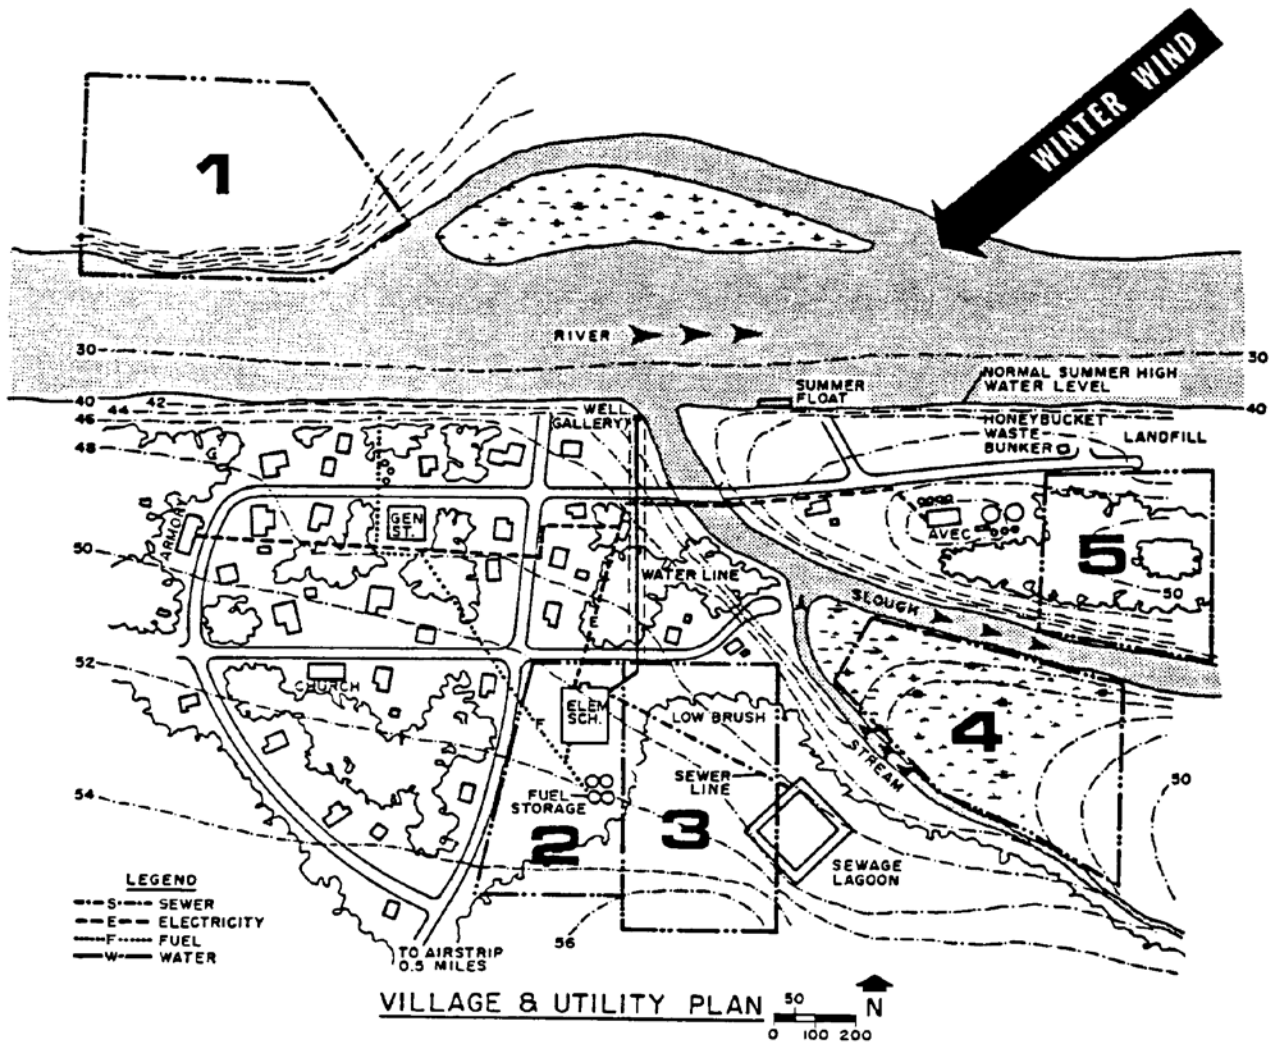 WINTER WIND
1
RIVER
30
30
NORMAL SUMMER HIGH
WATER LEVEL
SUMMER
FLOAT
40
42
44
46
40
WELL
GALLERY
HONEYBUCKET
WASTE
BUNKER
LANDFILL
48
G
ARMORY
GEN
ST.
AVEC
5
50
WATER LINE
50
SLOUGH
E
52
CHURCH
ELEM
SCH.
LOW BRUSH
4
F
STREAM
SEWER
LINE
50
54
FUEL
STORAGE
2
3
SEWAGE
LAGOON
LEGEND
S SEWER
E ELECTRICITY
F FUEL
W WATER
56
TO AIRSTRIP
0.5 MILES
VILLAGE & UTILITY PLAN
50
0 100 200
N